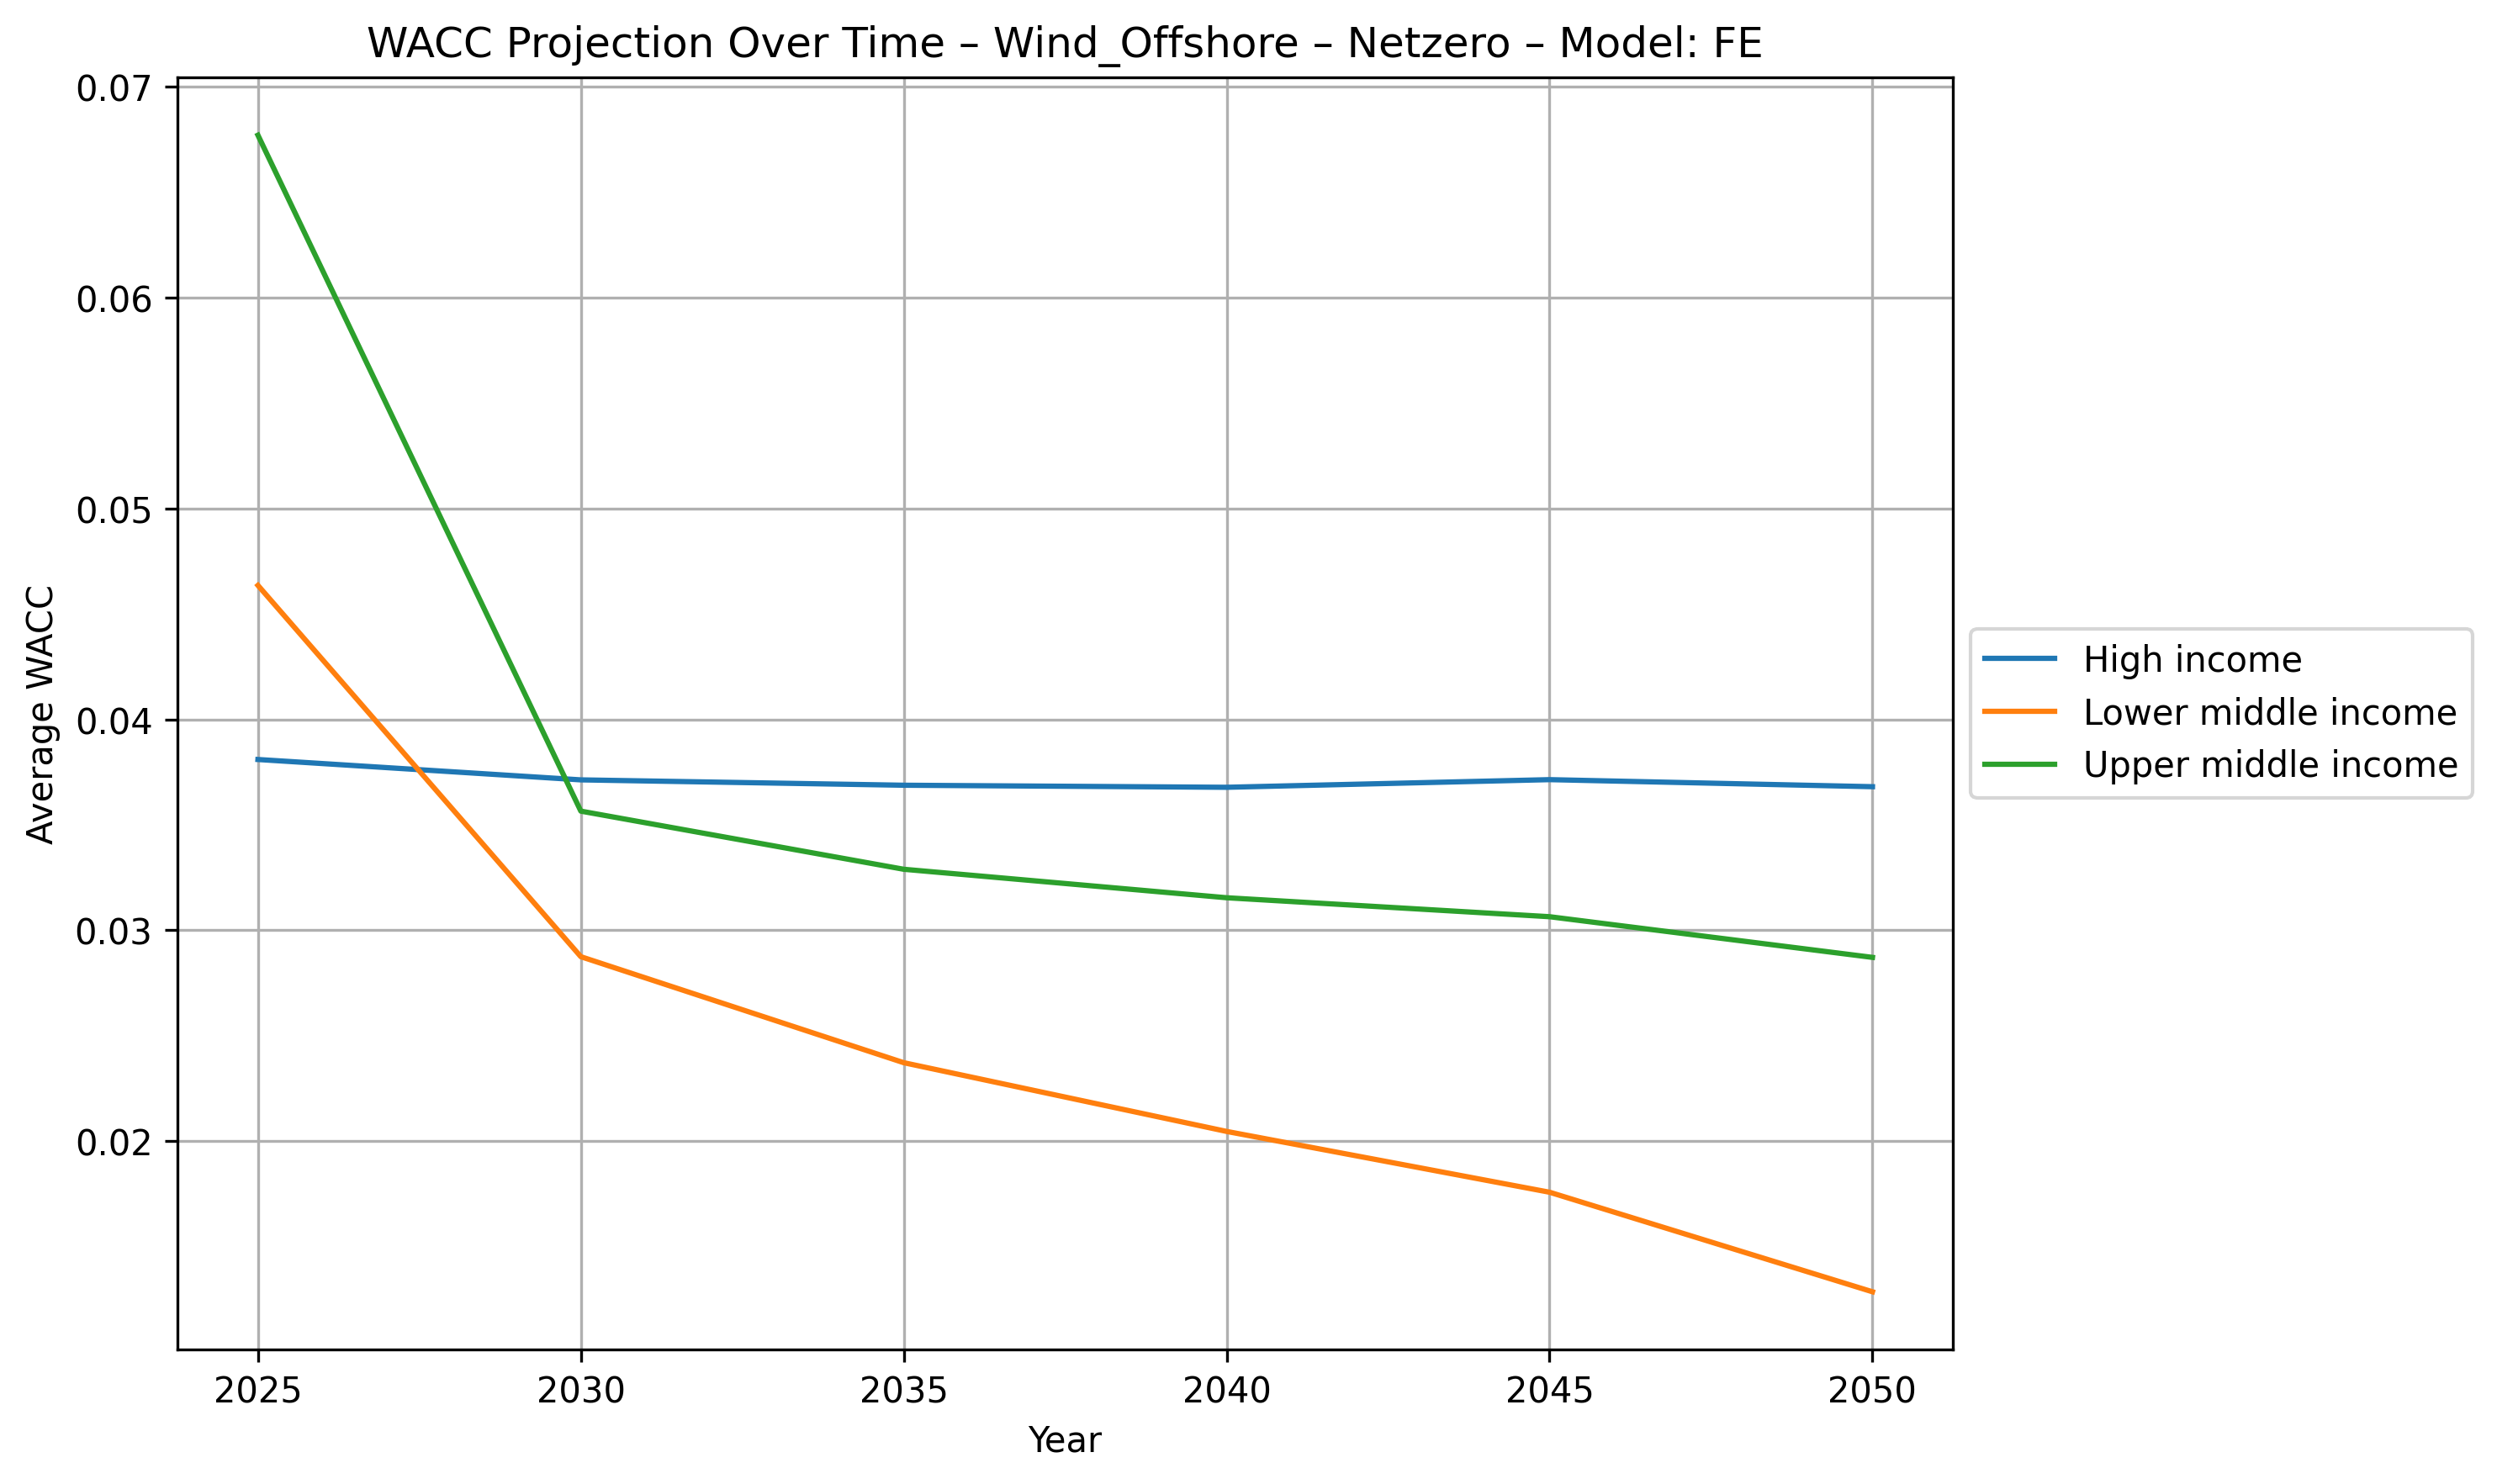 WACC Projection Over Time – Wind_Offshore – Netzero – Model: FE
0.07
0.06
0.05
0.04
0.03
0.02
Average WACC
2025 2030 2035 2040 2045 2050
Year
High income
Lower middle income
Upper middle income